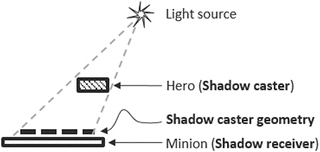 Light source
Hero (Shadow caster)
Shadow caster geometry
Minion (Shadow receiver)